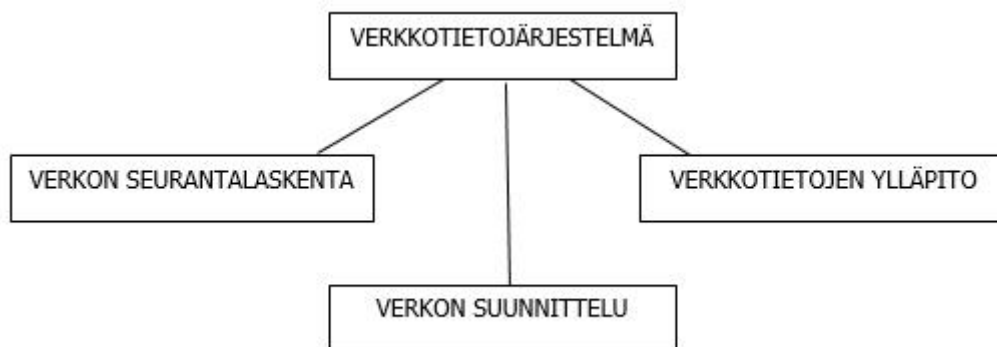 VERKKOTIETOJÄRJESTELMÄ
VERKON SEURANTALASKENTA
VERKKOTIETOJEN YLLÄPITO
VERKON SUUNNITTELU